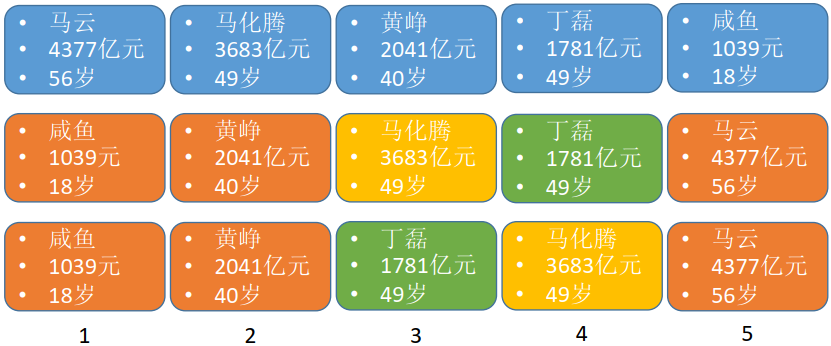 • 马云
• 4377亿元
• 56岁
• 马化腾
• 3683亿元
• 49岁
• 黄峥
• 2041亿元
• 40岁
• 丁磊
• 1781亿元
• 49岁
• 咸鱼
• 1039元
• 18岁
• 咸鱼
• 1039元
• 18岁
• 黄峥
• 2041亿元
• 40岁
• 马化腾
• 3683亿元
• 49岁
• 丁磊
• 1781亿元
• 49岁
• 马云
• 4377亿元
• 56岁
• 咸鱼
• 1039元
• 18岁
• 黄峥
• 2041亿元
• 40岁
• 丁磊
• 1781亿元
• 49岁
• 马化腾
• 3683亿元
• 49岁
• 马云
• 4377亿元
• 56岁
1 2 3 4 5